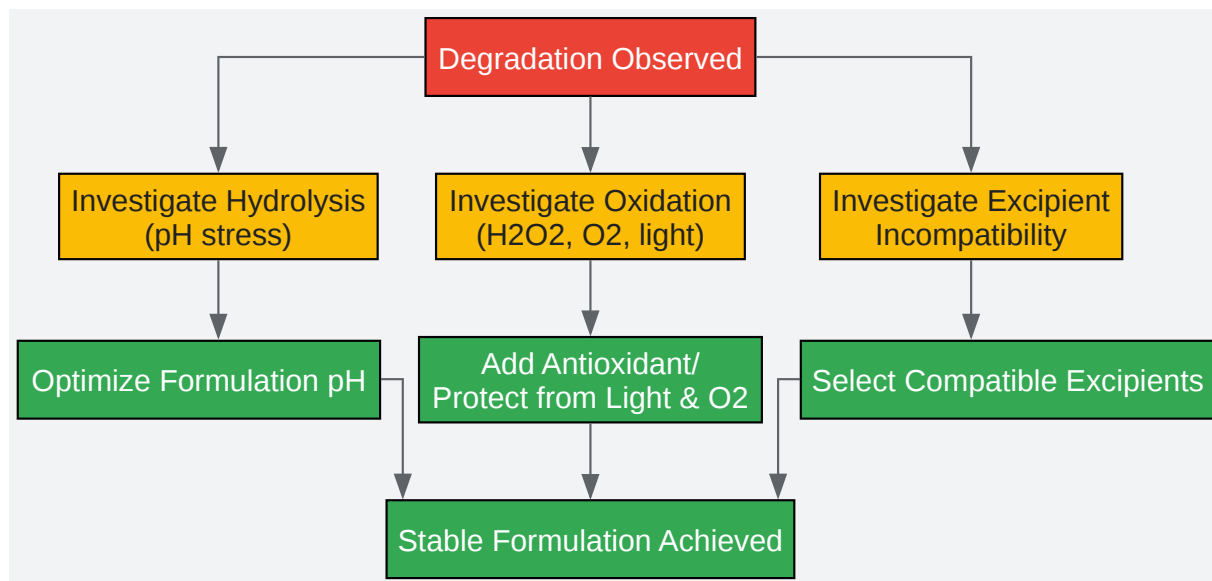 Degradation Observed
Investigate Hydrolysis
(pH stress)
Investigate Oxidation
(H2O2, O2, light)
Investigate Excipient
Incompatibility
Optimize Formulation pH
Add Antioxidant/
Protect from Light & O2
Select Compatible Excipients
Stable Formulation Achieved